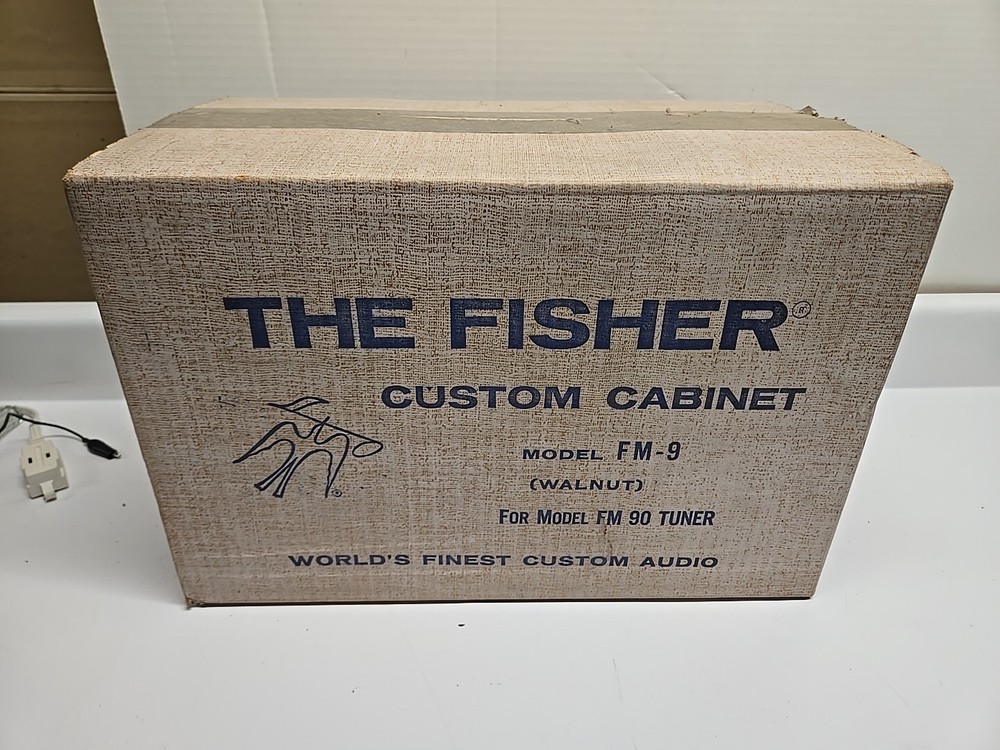 THE FISHER®
CUSTOM CABINET
MODEL FM-9
(WALNUT)
FOR MODEL FM 90 TUNER
®
WORLD'S FINEST CUSTOM AUDIO